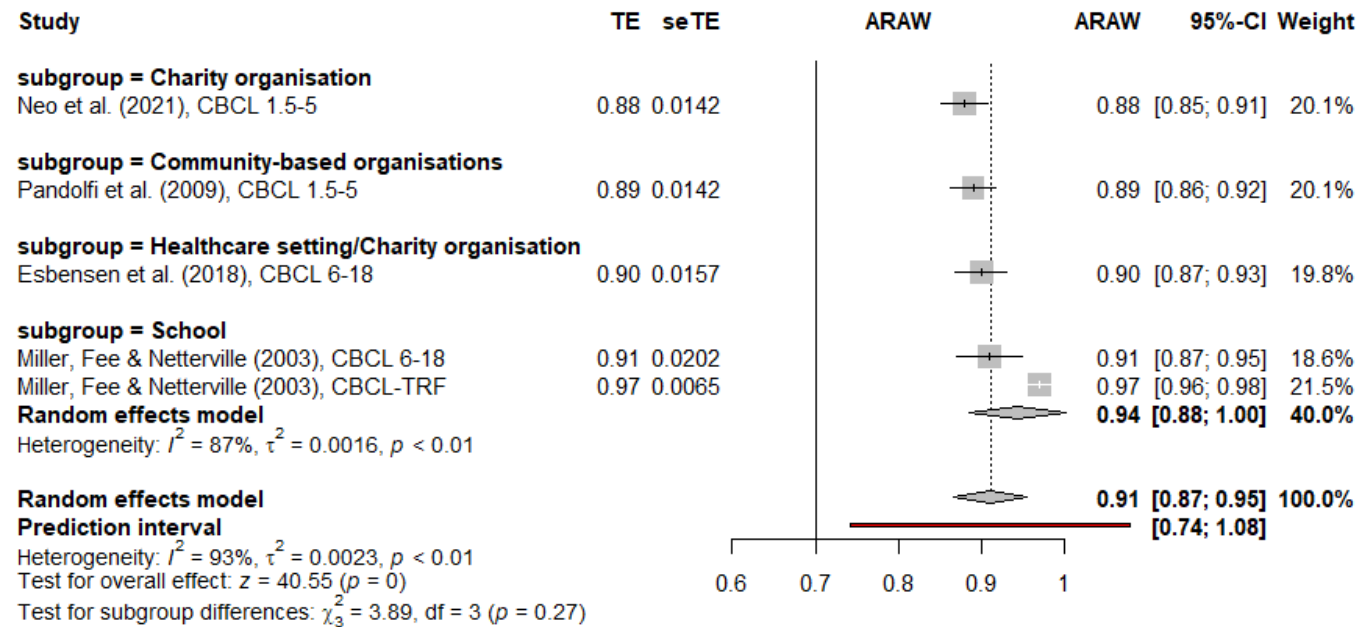 Study TE seTE ARAW ARAW 95%-CI Weight
subgroup = Charity organisation
Neo et al. (2021), CBCL 1.5-5 0.88 0.0142 0.88 [0.85; 0.91] 20.1%
subgroup = Community-based organisations
Pandolfi et al. (2009), CBCL 1.5-5 0.89 0.0142 0.89 [0.86; 0.92] 20.1%
subgroup = Healthcare setting/Charity organisation
Esbensen et al. (2018), CBCL 6-18 0.90 0.0157 0.90 [0.87; 0.93] 19.8%
subgroup = School
Miller, Fee & Netterville (2003), CBCL 6-18 0.91 0.0202 0.91 [0.87; 0.95] 18.6%
Miller, Fee & Netterville (2003), CBCL-TRF 0.97 0.0065 0.97 [0.96; 0.98] 21.5%
Random effects model 0.94 [0.88; 1.00] 40.0%
Heterogeneity: I² = 87%, τ² = 0.0016, p < 0.01
Random effects model 0.91 [0.87; 0.95] 100.0%
Prediction interval [0.74; 1.08]
Heterogeneity: I² = 93%, τ² = 0.0023, p < 0.01
Test for overall effect: z = 40.55 (p = 0)
0.6 0.7 0.8 0.9 1
Test for subgroup differences: χ²₃ = 3.89, df = 3 (p = 0.27)